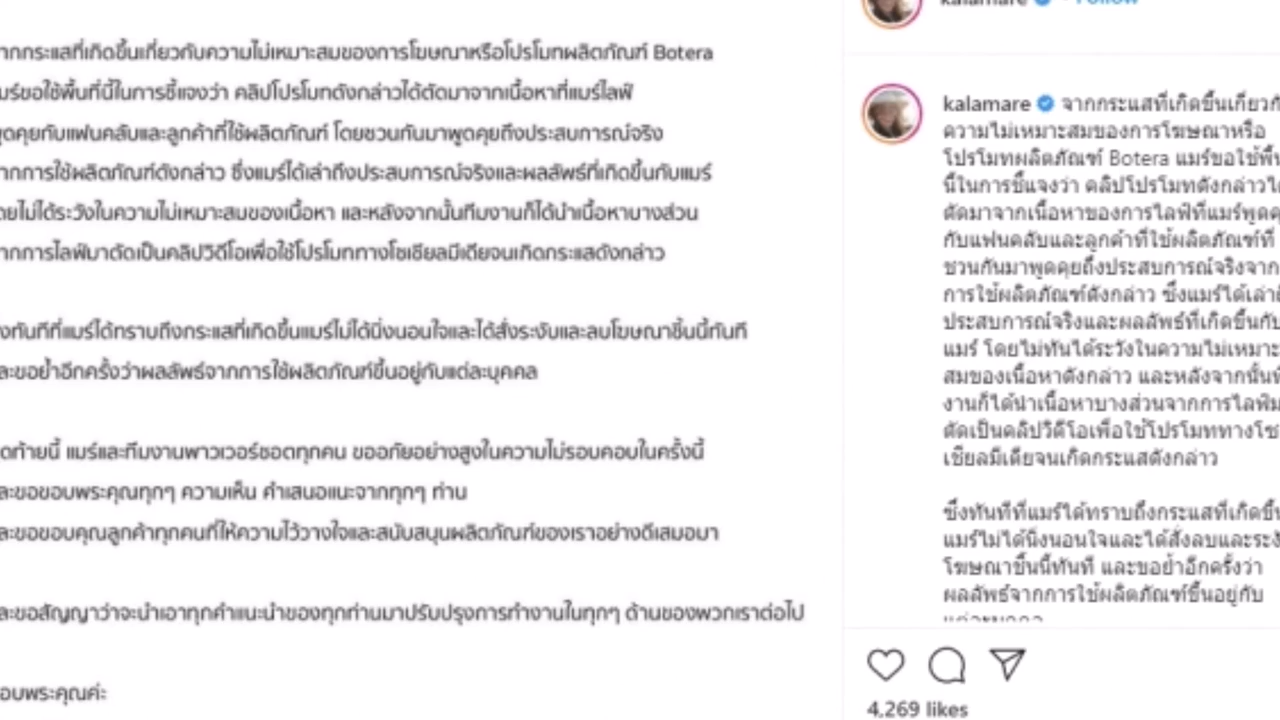 ากกระแสที่เกิดขึ้นเกี่ยวกับความไม่เหมาะสมของการโฆษณาหรือโปรโมทผลิตภัณฑ์ Botera
มร์ขอใช้พื้นที่นี้ในการชี้แจงว่า คลิปโปรโมทดังกล่าวได้ตัดมาจากเนื้อหาที่แมร์ไลฟ์
พูดคุยกับแฟนคลับและลูกค้าที่ใช้ผลิตภัณฑ์ โดยชวนกันมาพูดคุยถึงประสบการณ์จริง
ากการใช้ผลิตภัณฑ์ดังกล่าว ซึ่งแมร์ได้เล่าถึงประสบการณ์จริงและผลลัพธ์ที่เกิดขึ้นกับแมร์
ดยไม่ได้ระวังในความไม่เหมาะสมของเนื้อหา และหลังจากนั้นทีมงานก็ได้นำเนื้อหาบางส่วน
ากการไลฟ์มาตัดเป็นคลิปวิดีโอเพื่อใช้โปรโมททางโซเชียลมีเดียจนเกิดกระแสดังกล่าว
งทันทีที่แมร์ได้ทราบถึงกระแสที่เกิดขึ้นแมร์ไม่ได้นิ่งนอนใจและได้สั่งระงับและลบโฆษณาชิ้นนี้ทันที
ละขอย้ำอีกครั้งว่าผลลัพธ์จากการใช้ผลิตภัณฑ์ขึ้นอยู่กับแต่ละบุคคล
ดท้ายนี้ แมร์และทีมงานพาวเวอร์ชอตทุกคน ขออภัยอย่างสูงในความไม่รอบคอบในครั้งนี้
ละขอขอบพระคุณทุกๆ ความเห็น คำเสนอแนะจากทุกๆ ท่าน
ละขอขอบคุณลูกค้าทุกคนที่ให้ความไว้วางใจและสนับสนุนผลิตภัณฑ์ของเราอย่างดีเสมอมา
ละขอสัญญาว่าจะนำเอาทุกคำแนะนำของทุกท่านมาปรับปรุงการทำงานในทุกๆ ด้านของพวกเราต่อไป
อบพระคุณค่ะ
kalamare • Follow
kalamare จากกระแสที่เกิดขึ้นเกี่ยวกั
ความไม่เหมาะสมของการโฆษณาหรือ
โปรโมทผลิตภัณฑ์ Botera แมร์ขอใช้พื้น
นี้ในการชี้แจงว่า คลิปโปรโมทดังกล่าวได้
ตัดมาจากเนื้อหาของการไลฟ์ที่แมร์พูดคุ
กับแฟนคลับและลูกค้าที่ใช้ผลิตภัณฑ์ที่
ชวนกันมาพูดคุยถึงประสบการณ์จริงจาก
การใช้ผลิตภัณฑ์ดังกล่าว ซึ่งแมร์ได้เล่าถึ
ประสบการณ์จริงและผลลัพธ์ที่เกิดขึ้นกับ
แมร์ โดยไม่ทันได้ระวังในความไม่เหมาะ
สมของเนื้อหาดังกล่าว และหลังจากนั้นที
งานก็ได้นำเนื้อหาบางส่วนจากการไลฟ์ม
ตัดเป็นคลิปวิดีโอเพื่อใช้โปรโมททางโซ
เชียลมีเดียจนเกิดกระแสดังกล่าว
ซึ่งทันทีที่แมร์ได้ทราบถึงกระแสที่เกิดขึ้น
แมร์ไม่ได้นิ่งนอนใจและได้สั่งลบและระงั
โฆษณาชิ้นนี้ทันที และขอย้ำอีกครั้งว่า
ผลลัพธ์จากการใช้ผลิตภัณฑ์ขึ้นอยู่กับ
4,269 likes